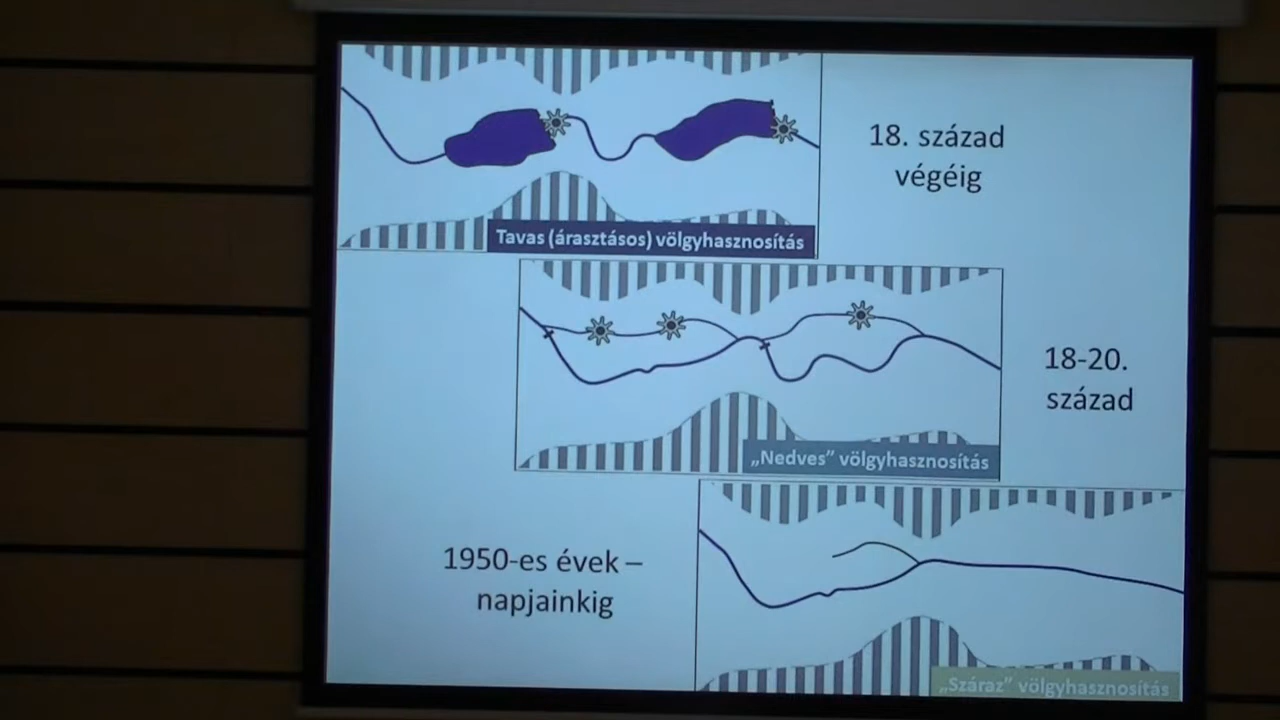 18. század
végéig
Tavas (árasztásos) völgyhasznosítás
18-20.
század
„Nedves” völgyhasznosítás
1950-es évek –
napjainkig
„Száraz” völgyhasznosítás